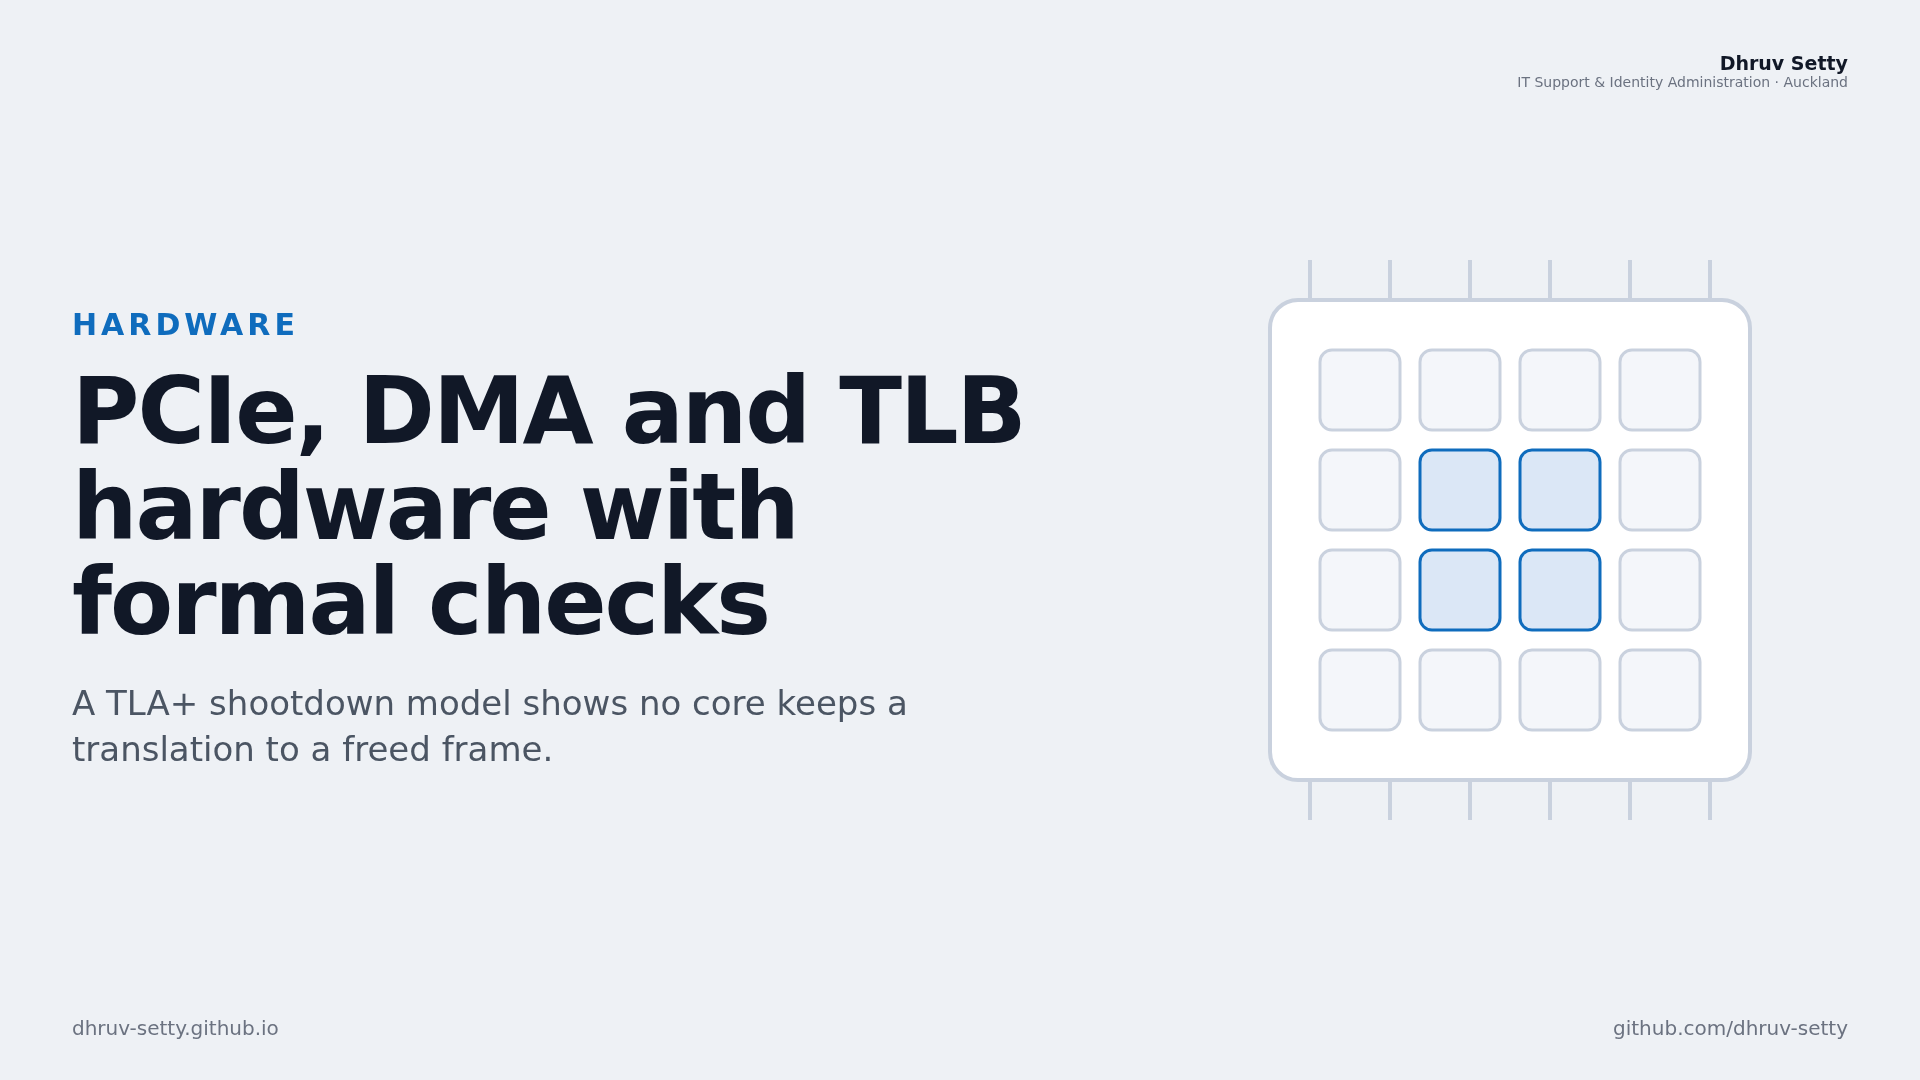 Dhruv Setty
IT Support & Identity Administration · Auckland
HARDWARE
PCIe, DMA and TLB
hardware with
formal checks
A TLA+ shootdown model shows no core keeps a
translation to a freed frame.
dhruv-setty.github.io
github.com/dhruv-setty